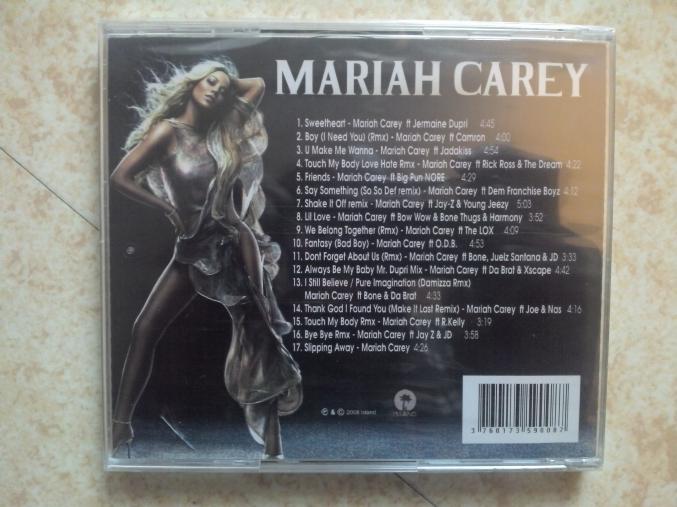 MARIAH CAREY
1. Sweetheart - Mariah Carey ft Jermaine Dupri 4:45
2. Boy (I Need You) (Rmx) - Mariah Carey ft Camron 4:00
3. U Make Me Wanna - Mariah Carey ft Jadakiss 4:54
4. Touch My Body Love Hate Rmx - Mariah Carey ft Rick Ross & The Dream 4:22
5. Friends - Mariah Carey ft Big Pun NORE 4:29
6. Say Something (So So Def remix) - Mariah Carey ft Dem Franchise Boyz 4:12
7. Shake It Off remix - Mariah Carey ft Jay-Z & Young Jeezy 5:03
8. Lil Love - Mariah Carey ft Bow Wow & Bone Thugs & Harmony 3:52
9. We Belong Together (Rmx) - Mariah Carey ft The LOX 4:09
10. Fantasy (Bad Boy) - Mariah Carey ft O.D.B. 4:53
11. Dont Forget About Us (Rmx) - Mariah Carey ft Bone, Juelz Santana & JD 3:33
12. Always Be My Baby Mr. Dupri Mix - Mariah Carey ft Da Brat & Xscape 4:42
13. I Still Believe / Pure Imagination (Damizza Rmx)
Mariah Carey ft Bone & Da Brat 4:33
14. Thank God I Found You (Make It Last Remix) - Mariah Carey ft Joe & Nas 4:16
15. Touch My Body Rmx - Mariah Carey ft R.Kelly 3:19
16. Bye Bye Rmx - Mariah Carey ft Jay Z & JD 3:58
17. Slipping Away - Mariah Carey 4:26
℗ & © 2008 Island
ISLAND
3 760173 598082